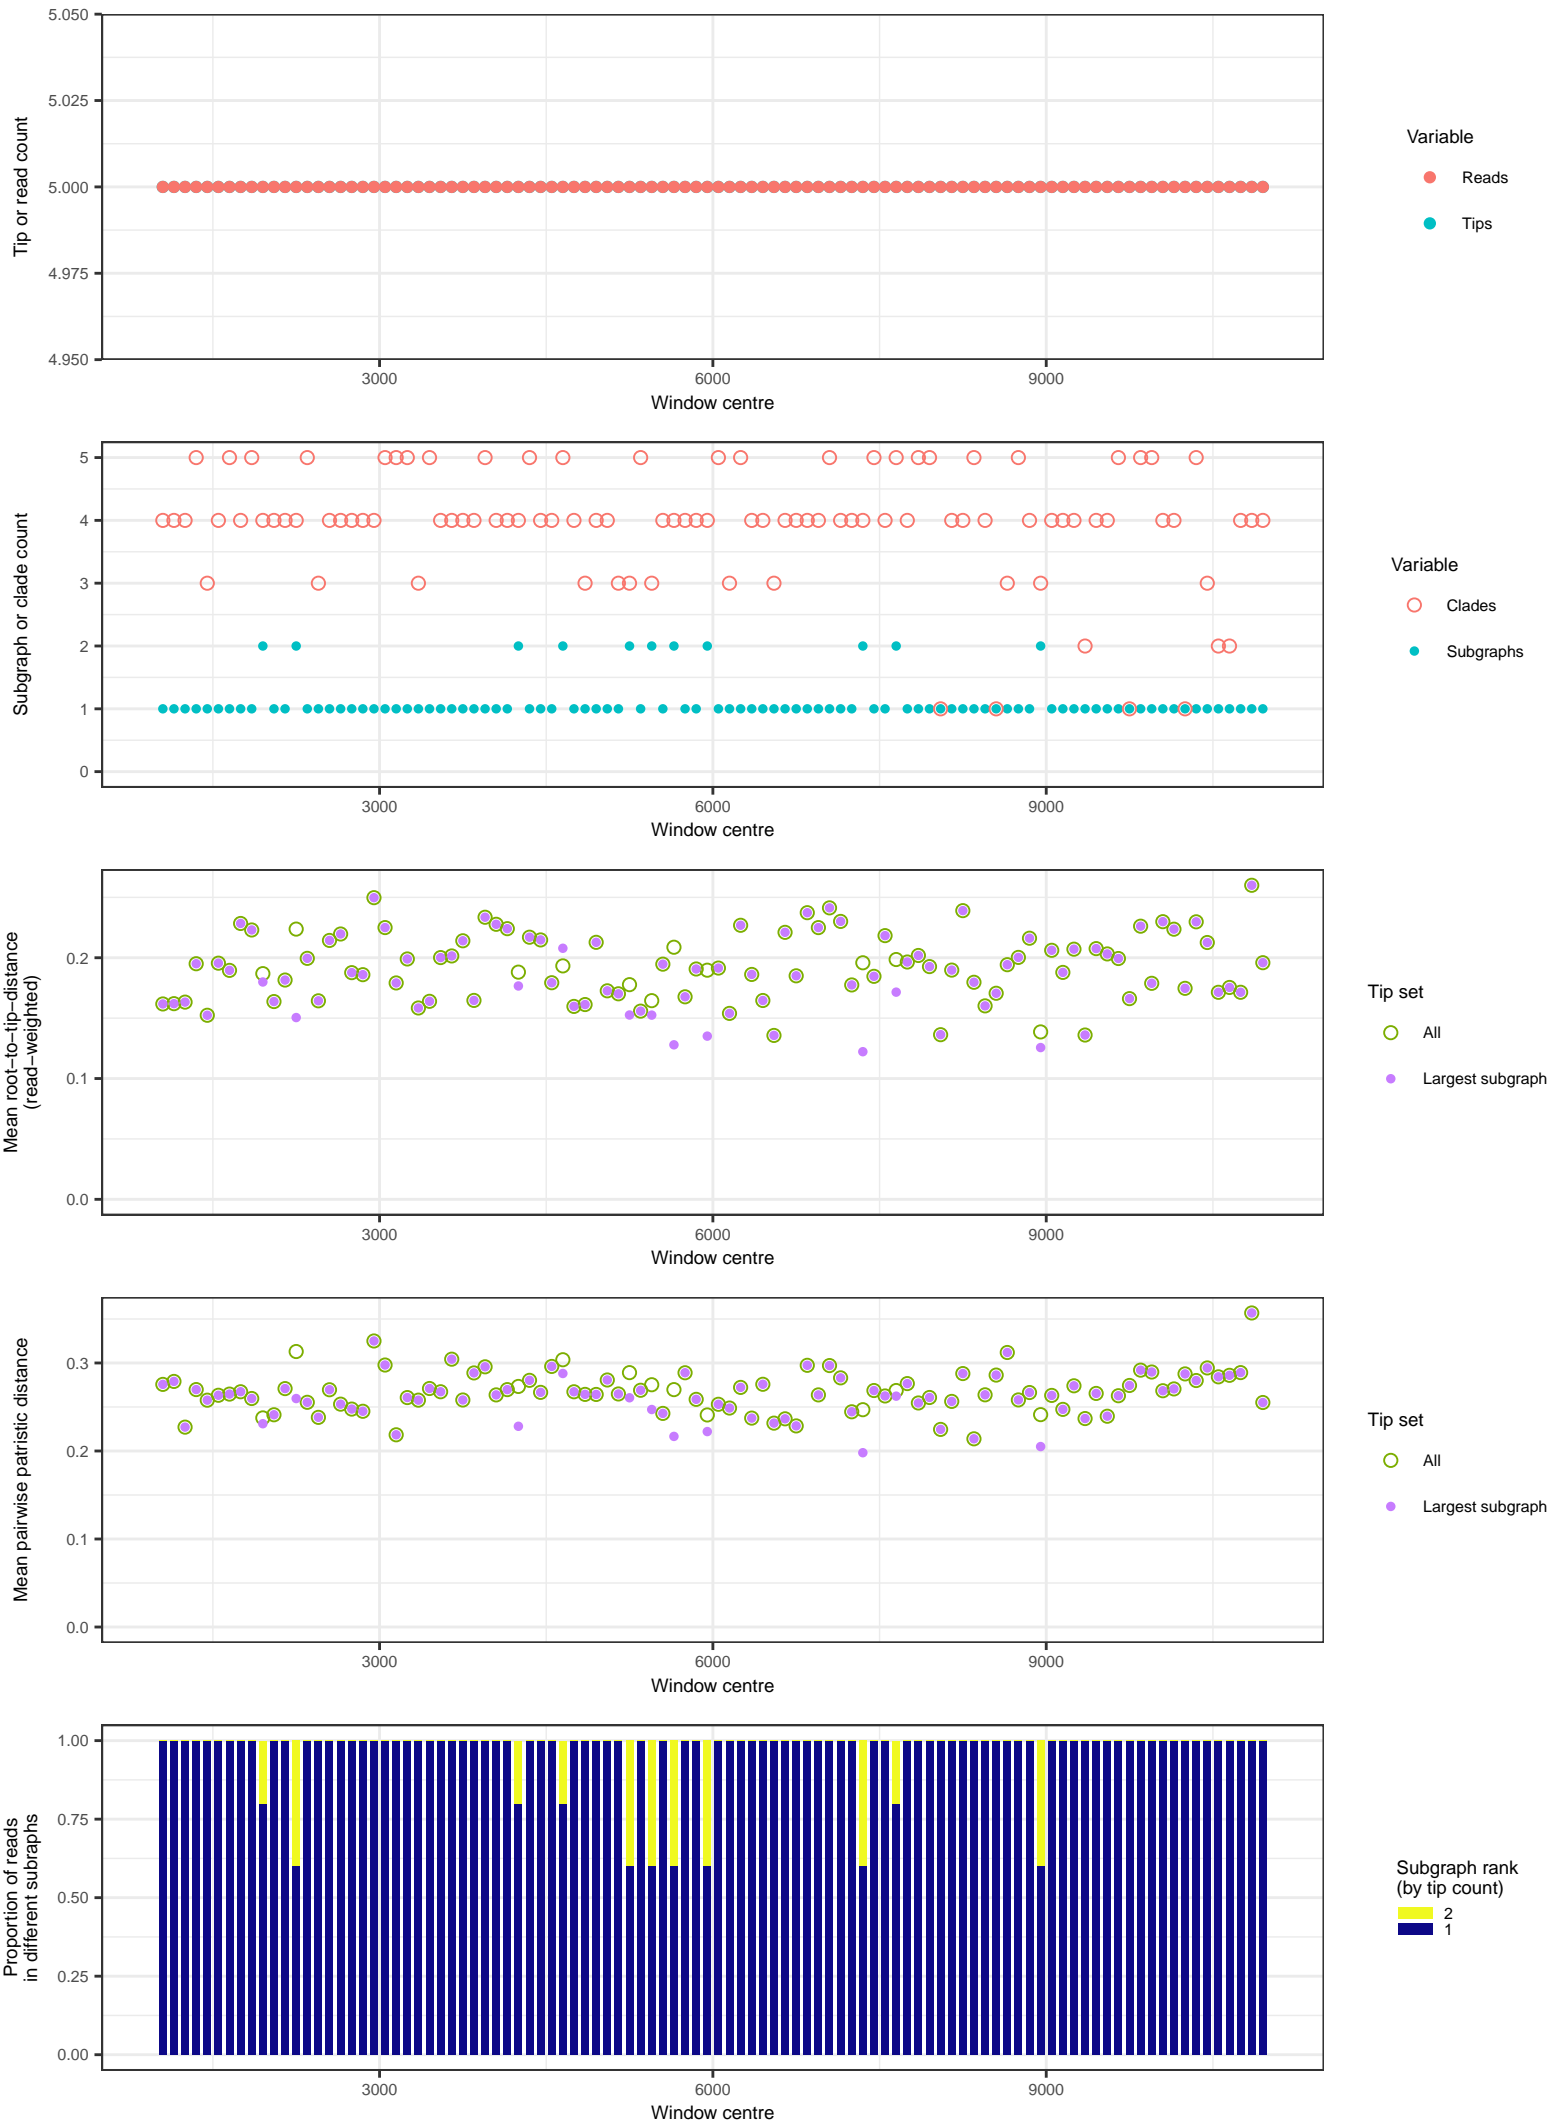 5.050
5.025
5.000
4.975
4.950
Tip or read count
3000
6000
9000
Window centre
Variable
Reads
Tips
5
4
3
2
1
0
Subgraph or clade count
3000
6000
9000
Window centre
Variable
Clades
Subgraphs
0.2
0.1
0.0
Mean root−to−tip−distance
(read−weighted)
3000
6000
9000
Window centre
Tip set
All
Largest subgraph
0.3
0.2
0.1
0.0
Mean pairwise patristic distance
3000
6000
9000
Window centre
Tip set
All
Largest subgraph
1.00
0.75
0.50
0.25
0.00
Proportion of reads
in different subraphs
3000
6000
9000
Window centre
Subgraph rank
(by tip count)
2
1